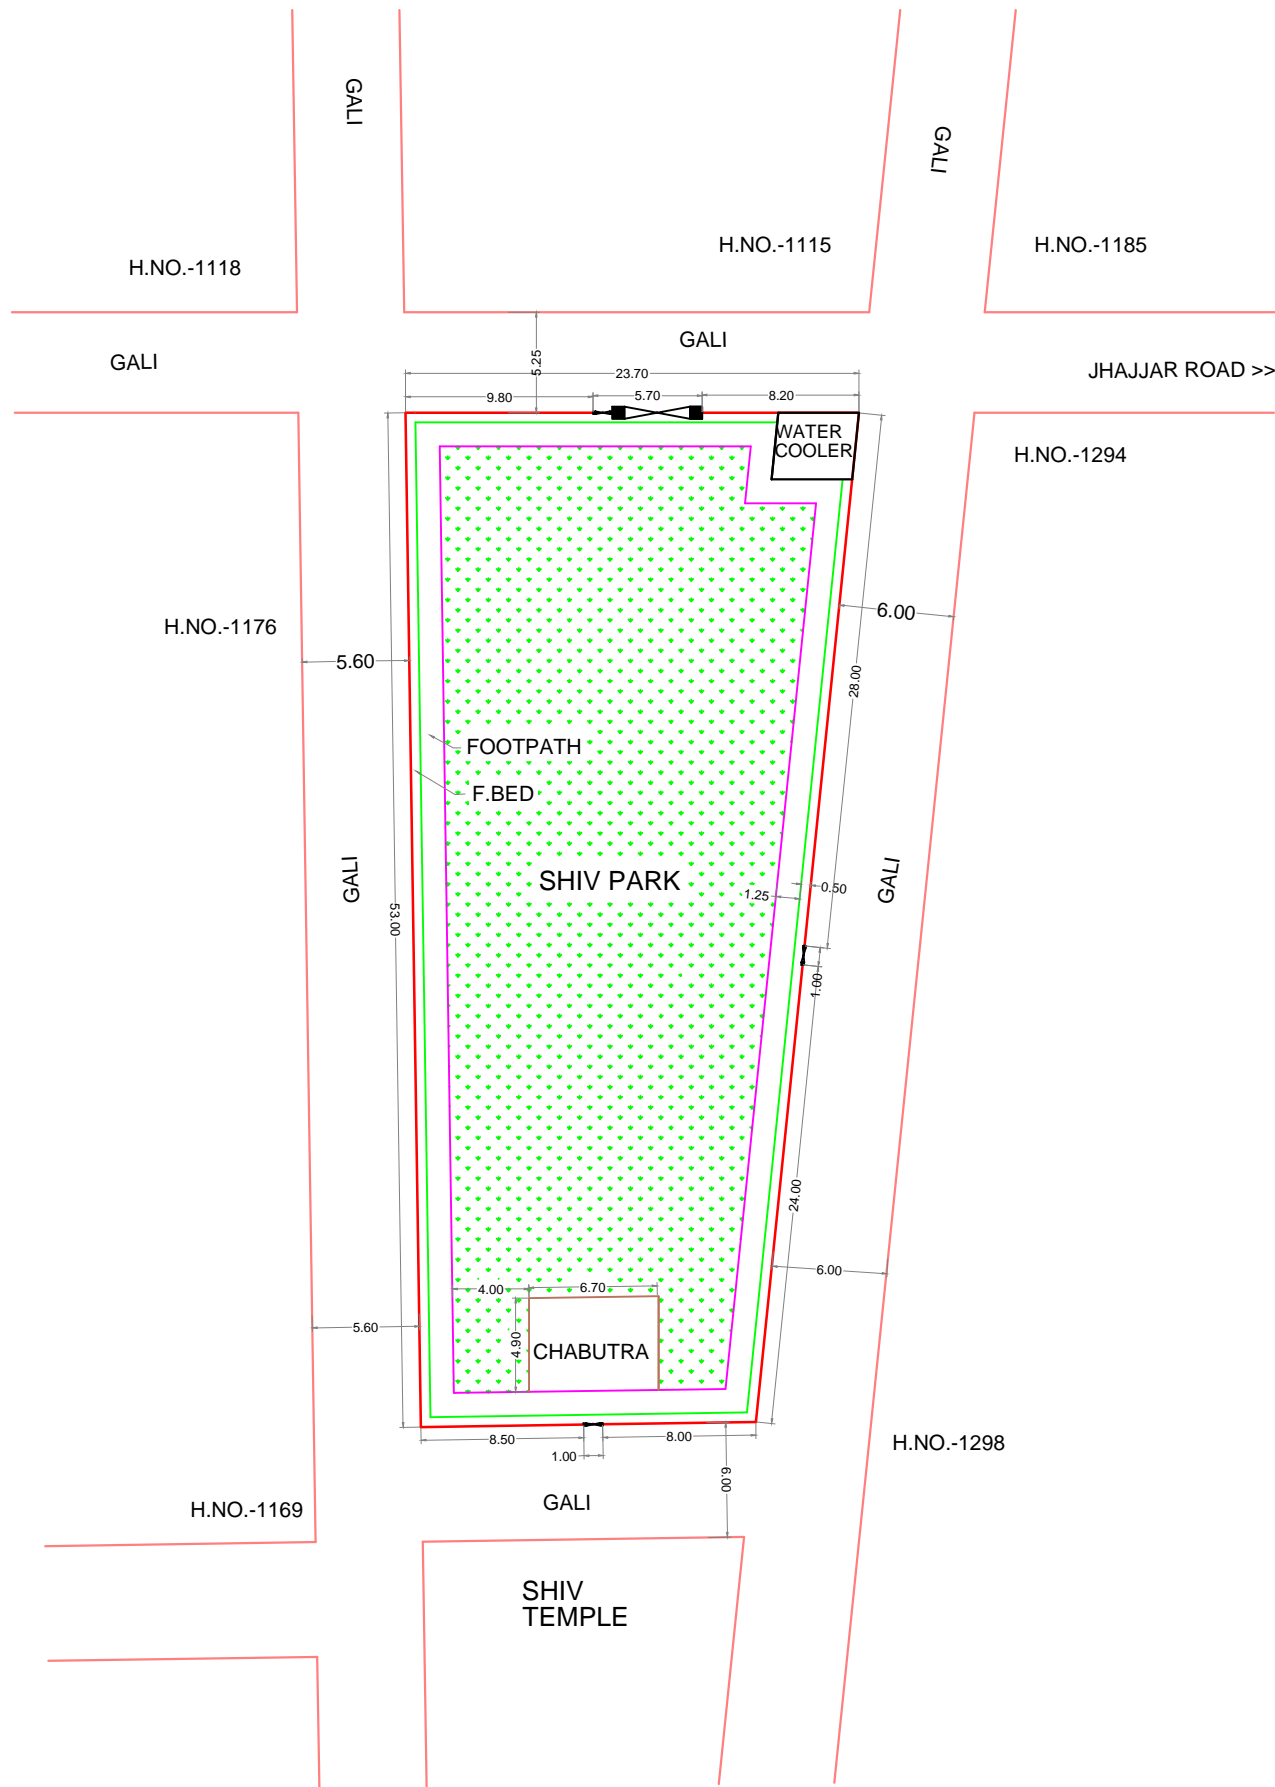 GALI
GALI
H.NO.-1118
H.NO.-1115
H.NO.-1185
GALI
5.25
GALI
JHAJJAR ROAD >>
23.70
9.80
5.70
8.20
WATER
COOLER
H.NO.-1294
H.NO.-1176
5.60
6.00
28.00
FOOTPATH
F.BED
GALI
SHIV PARK
53.00
1.25
0.50
GALI
1.00
24.00
6.00
4.00
6.70
5.60
4.90
CHABUTRA
8.50
1.00
8.00
6.00
H.NO.-1298
GALI
H.NO.-1169
SHIV
TEMPLE